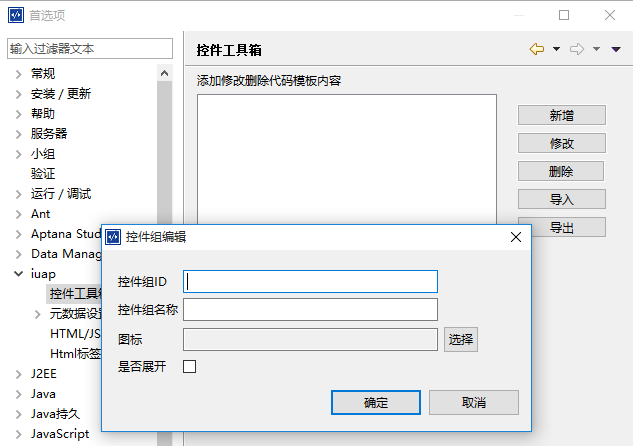 首选项
输入过滤器文本
常规
安装 / 更新
帮助
服务器
小组
验证
运行 / 调试
Ant
Aptana Stud
Data Manag
iuap
控件工具箱
元数据设置
HTML/JS
Html标签
J2EE
Java
Java持久
JavaScript
控件工具箱
添加修改删除代码模板内容
新增
修改
删除
导入
导出
控件组编辑
控件组ID
控件组名称
图标
选择
是否展开
确定
取消